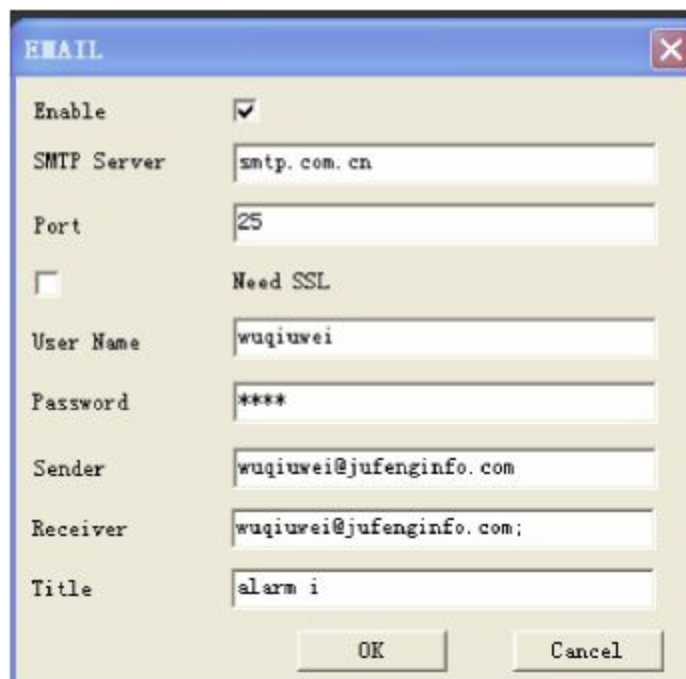 EMAIL
Enable
SMTP Server smtp.com.cn
Port 25
Need SSL
User Name wuqiuwei
Password ****
Sender wuqiuwei@jufenginfo.com
Receiver wuqiuwei@jufenginfo.com;
Title alarm i
OK Cancel